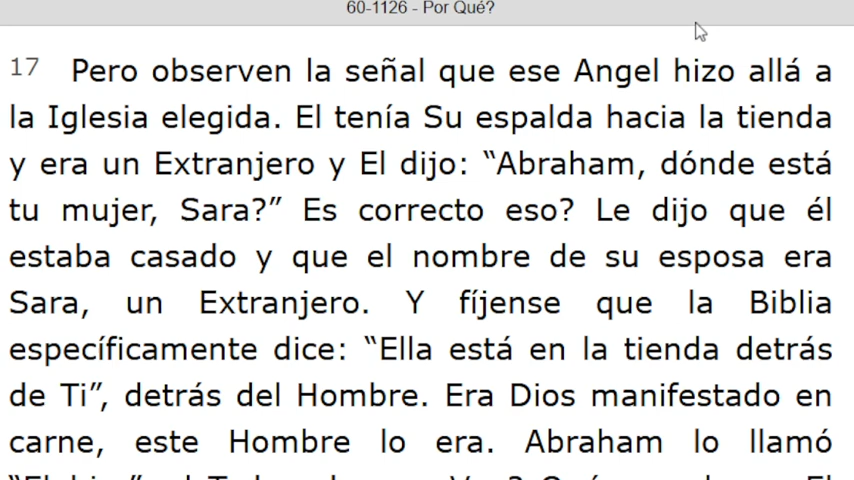 60-1126 - Por Qué?
17 Pero observen la señal que ese Angel hizo allá a
la Iglesia elegida. El tenía Su espalda hacia la tienda
y era un Extranjero y El dijo: “Abraham, dónde está
tu mujer, Sara?” Es correcto eso? Le dijo que él
estaba casado y que el nombre de su esposa era
Sara, un Extranjero. Y fíjense que la Biblia
específicamente dice: “Ella está en la tienda detrás
de Ti”, detrás del Hombre. Era Dios manifestado en
carne, este Hombre lo era. Abraham lo llamó